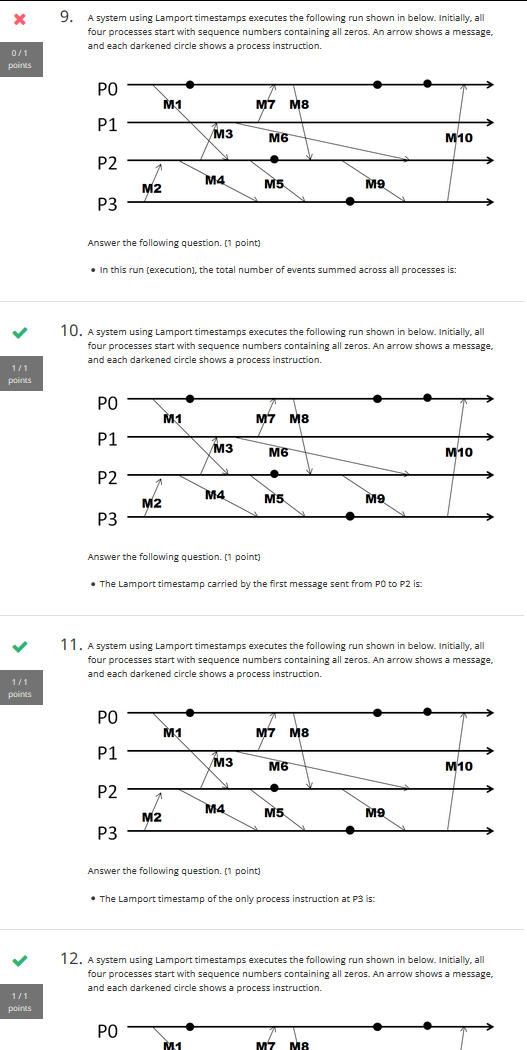 9. A system using Lamport timestamps executes the following run shown in below. Initially, all
four processes start with sequence numbers containing all zeros. An arrow shows a message,
and each darkened circle shows a process instruction.
0 / 1
points
P0
M1 M7 M8
P1
M3 M6 M10
P2
M2 M4 M5 M9
P3
Answer the following question. (1 point)
• In this run (execution), the total number of events summed across all processes is:
10. A system using Lamport timestamps executes the following run shown in below. Initially, all
four processes start with sequence numbers containing all zeros. An arrow shows a message,
and each darkened circle shows a process instruction.
1 / 1
points
P0
M1 M7 M8
P1
M3 M6 M10
P2
M2 M4 M5 M9
P3
Answer the following question. (1 point)
• The Lamport timestamp carried by the first message sent from P0 to P2 is:
11. A system using Lamport timestamps executes the following run shown in below. Initially, all
four processes start with sequence numbers containing all zeros. An arrow shows a message,
and each darkened circle shows a process instruction.
1 / 1
points
P0
M1 M7 M8
P1
M3 M6 M10
P2
M2 M4 M5 M9
P3
Answer the following question. (1 point)
• The Lamport timestamp of the only process instruction at P3 is:
12. A system using Lamport timestamps executes the following run shown in below. Initially, all
four processes start with sequence numbers containing all zeros. An arrow shows a message,
and each darkened circle shows a process instruction.
1 / 1
points
P0
M1 M7 M8